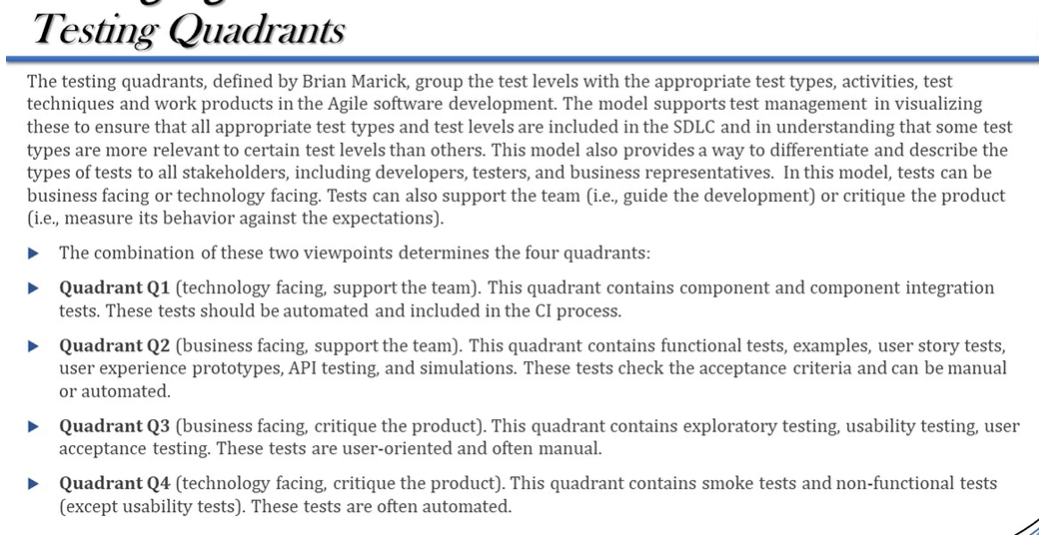 Testing Quadrants
The testing quadrants, defined by Brian Marick, group the test levels with the appropriate test types, activities, test
techniques and work products in the Agile software development. The model supports test management in visualizing
these to ensure that all appropriate test types and test levels are included in the SDLC and in understanding that some test
types are more relevant to certain test levels than others. This model also provides a way to differentiate and describe the
types of tests to all stakeholders, including developers, testers, and business representatives. In this model, tests can be
business facing or technology facing. Tests can also support the team (i.e., guide the development) or critique the product
(i.e., measure its behavior against the expectations).
The combination of these two viewpoints determines the four quadrants:
Quadrant Q1 (technology facing, support the team). This quadrant contains component and component integration
tests. These tests should be automated and included in the CI process.
Quadrant Q2 (business facing, support the team). This quadrant contains functional tests, examples, user story tests,
user experience prototypes, API testing, and simulations. These tests check the acceptance criteria and can be manual
or automated.
Quadrant Q3 (business facing, critique the product). This quadrant contains exploratory testing, usability testing, user
acceptance testing. These tests are user-oriented and often manual.
Quadrant Q4 (technology facing, critique the product). This quadrant contains smoke tests and non-functional tests
(except usability tests). These tests are often automated.